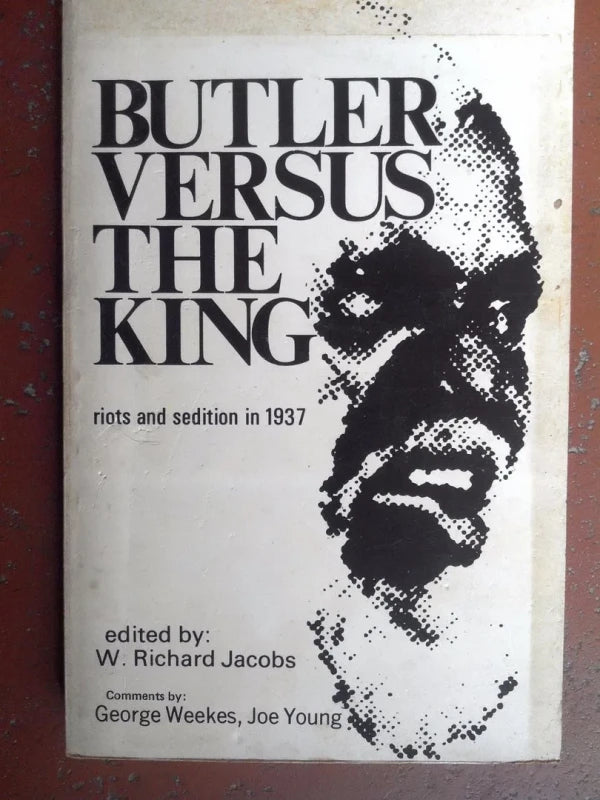 BUTLER
VERSUS
THE
KING
riots and sedition in 1937
edited by:
W. Richard Jacobs
Comments by:
George Weekes, Joe Young